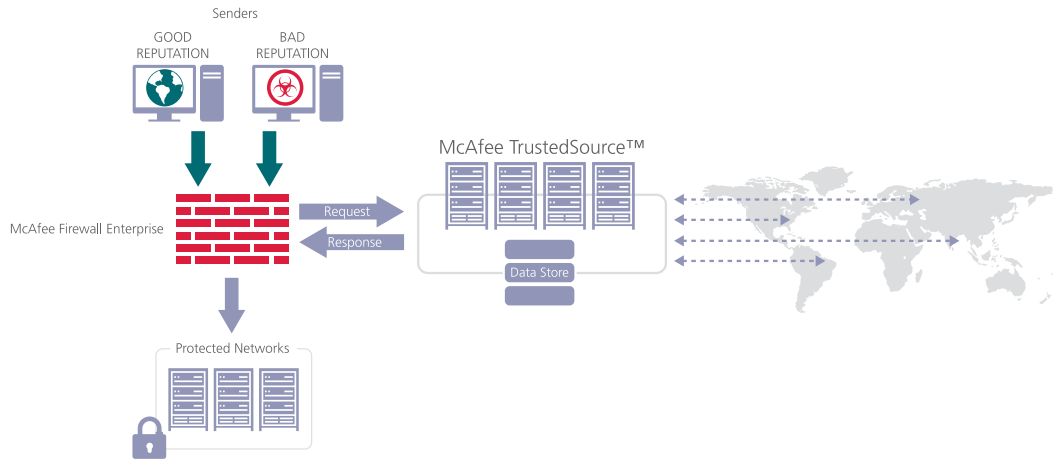 Senders
GOOD
REPUTATION
BAD
REPUTATION
McAfee TrustedSource™
McAfee Firewall Enterprise
Request
Response
Data Store
Protected Networks